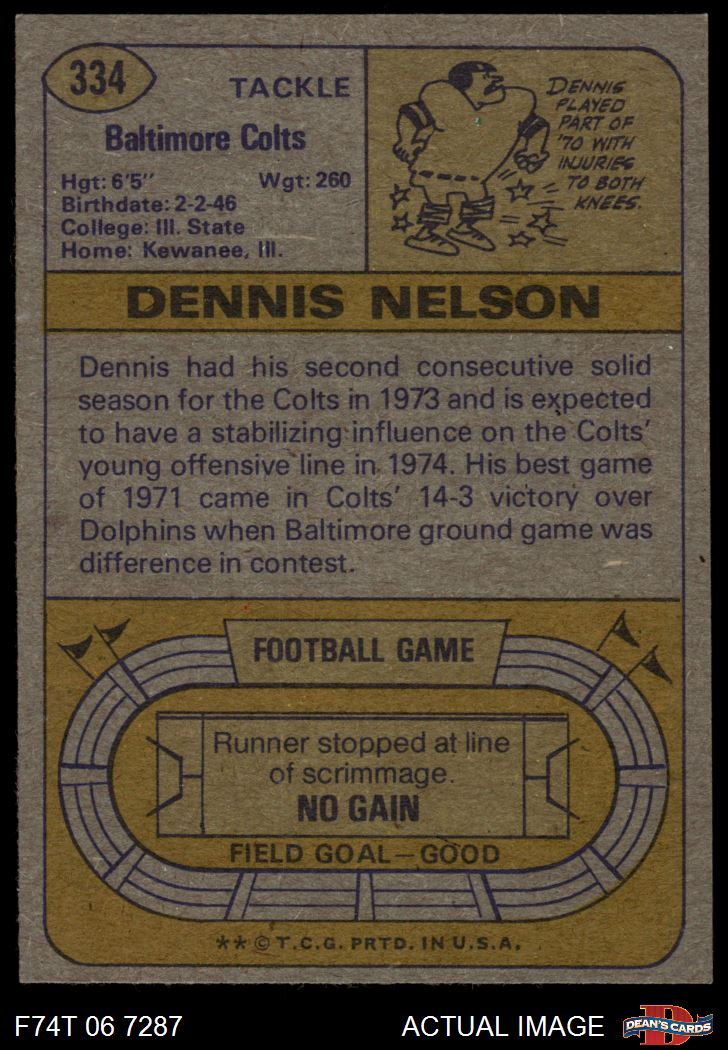 334
TACKLE
Baltimore Colts
Hgt: 6'5" Wgt: 260
Birthdate: 2-2-46
College: Ill. State
Home: Kewanee, Ill.
DENNIS
PLAYED
PART OF
'70 WITH
INJURIES
TO BOTH
KNEES.
DENNIS NELSON
Dennis had his second consecutive solid
season for the Colts in 1973 and is expected
to have a stabilizing influence on the Colts'
young offensive line in 1974. His best game
of 1971 came in Colts' 14-3 victory over
Dolphins when Baltimore ground game was
difference in contest.
FOOTBALL GAME
Runner stopped at line
of scrimmage.
NO GAIN
FIELD GOAL—GOOD
** © T.C.G. PRTD. IN U.S.A.
F74T 06 7287 ACTUAL IMAGE
D
DEAN'S CARDS